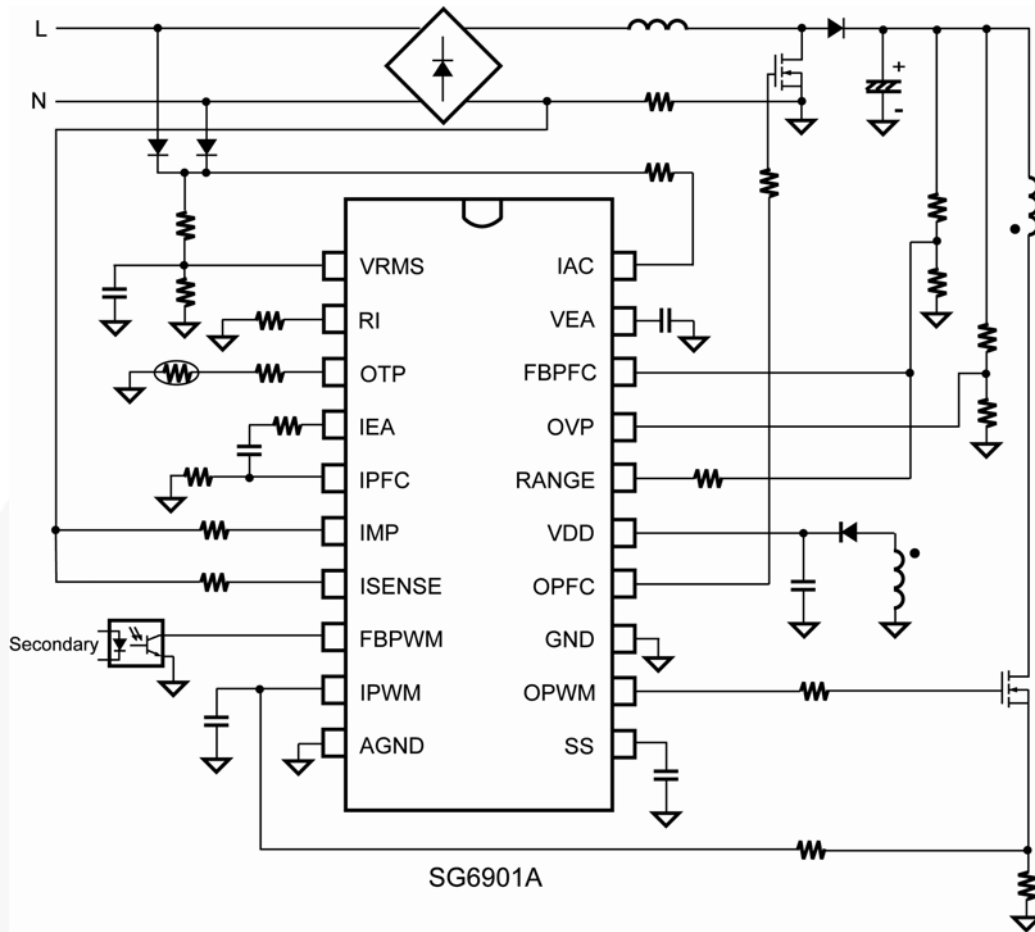 L
N
+
-
VRMS
IAC
RI
VEA
OTP
FBPFC
IEA
OVP
IPFC
RANGE
IMP
VDD
ISENSE
OPFC
Secondary
FBPWM
GND
IPWM
OPWM
AGND
SS
SG6901A